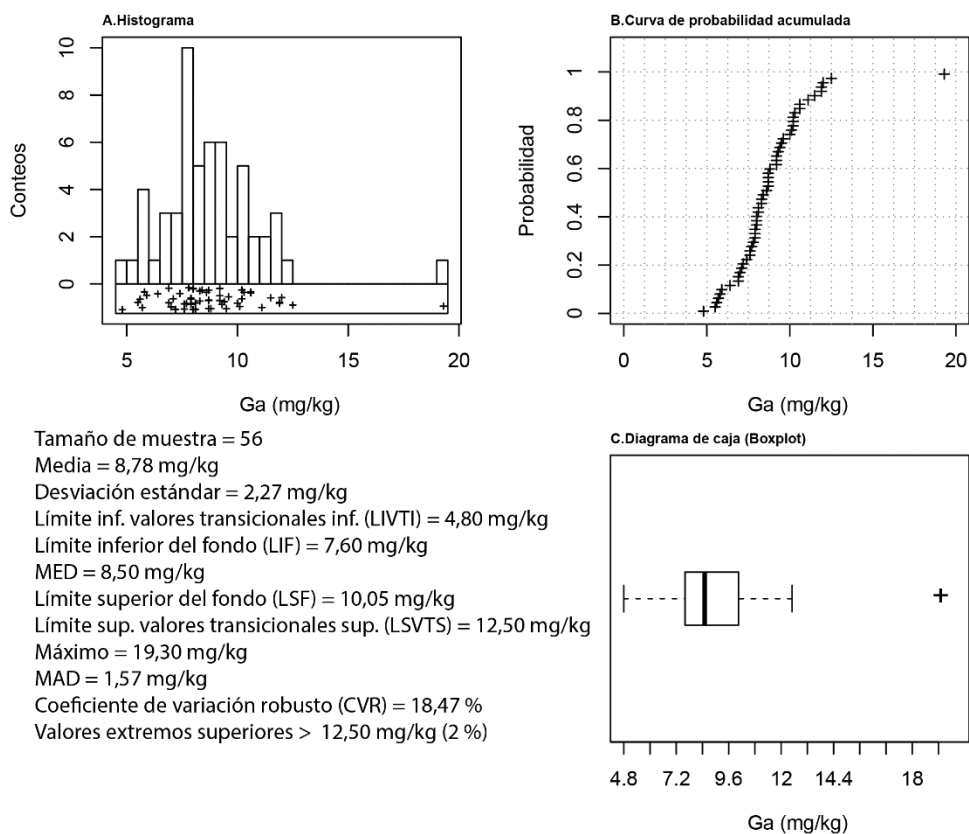 A.Histograma
Conteos
0
2
4
6
8
10
5
10
15
20
Ga (mg/kg)
B.Curva de probabilidad acumulada
Probabilidad
0
0.2
0.4
0.6
0.8
1
0
5
10
15
20
Ga (mg/kg)
Tamaño de muestra = 56
Media = 8,78 mg/kg
Desviación estándar = 2,27 mg/kg
Límite inf. valores transicionales inf. (LIVTI) = 4,80 mg/kg
Límite inferior del fondo (LIF) = 7,60 mg/kg
MED = 8,50 mg/kg
Límite superior del fondo (LSF) = 10,05 mg/kg
Límite sup. valores transicionales sup. (LSVTS) = 12,50 mg/kg
Máximo = 19,30 mg/kg
MAD = 1,57 mg/kg
Coeficiente de variación robusto (CVR) = 18,47 %
Valores extremos superiores > 12,50 mg/kg (2 %)
C.Diagrama de caja (Boxplot)
4.8
7.2
9.6
12
14.4
18
Ga (mg/kg)